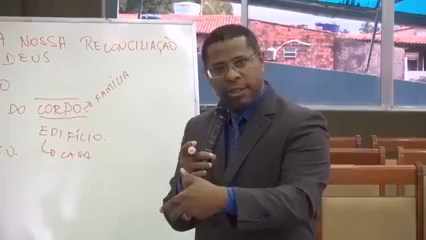 A NOSSA RECONCILIAÇÃO
DEUS.
O
DO CORPO → FAMÍLIA
EDIFÍCIO.
↳ CASA